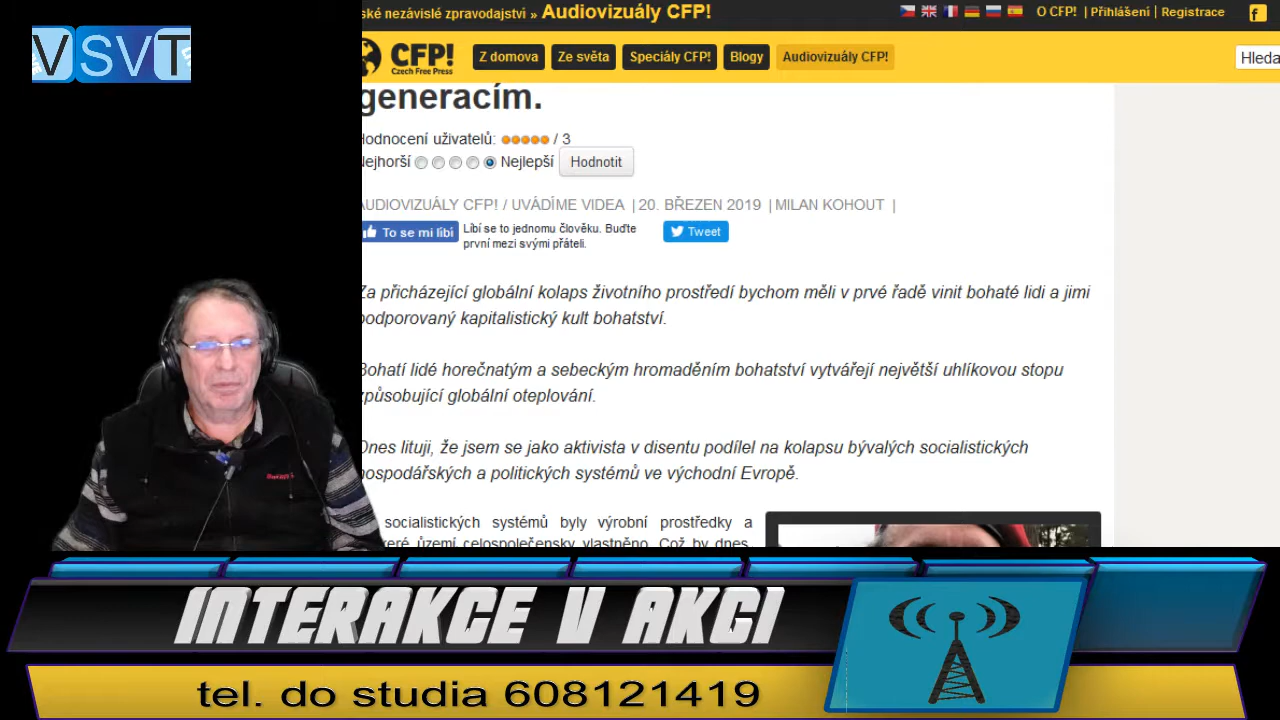 VSVT
ské nezávislé zpravodajství » Audiovizuály CFP!
O CFP! | Přihlášení | Registrace
f
CFP!
Czech Free Press
Z domova
Ze světa
Speciály CFP!
Blogy
Audiovizuály CFP!
Hleda
generacím.
Hodnocení uživatelů: / 3
Nejhorší Nejlepší Hodnotit
AUDIOVIZUÁLY CFP! / UVÁDÍME VIDEA | 20. BŘEZEN 2019 | MILAN KOHOUT |
To se mi líbí
Líbí se to jednomu člověku. Buďte
první mezi svými přáteli.
Tweet
Za přicházející globální kolaps životního prostředí bychom měli v prvé řadě vinit bohaté lidi a jimi
podporovaný kapitalistický kult bohatství.
Bohatí lidé horečnatým a sebeckým hromaděním bohatství vytvářejí největší uhlíkovou stopu
způsobující globální oteplování.
Dnes lituji, že jsem se jako aktivista v disentu podílel na kolapsu bývalých socialistických
hospodářských a politických systémů ve východní Evropě.
socialistických systémů byly výrobní prostředky a
území celospolečensky vlastněno. Což by dnes
INTERAKCE V AKCI
tel. do studia 608121419